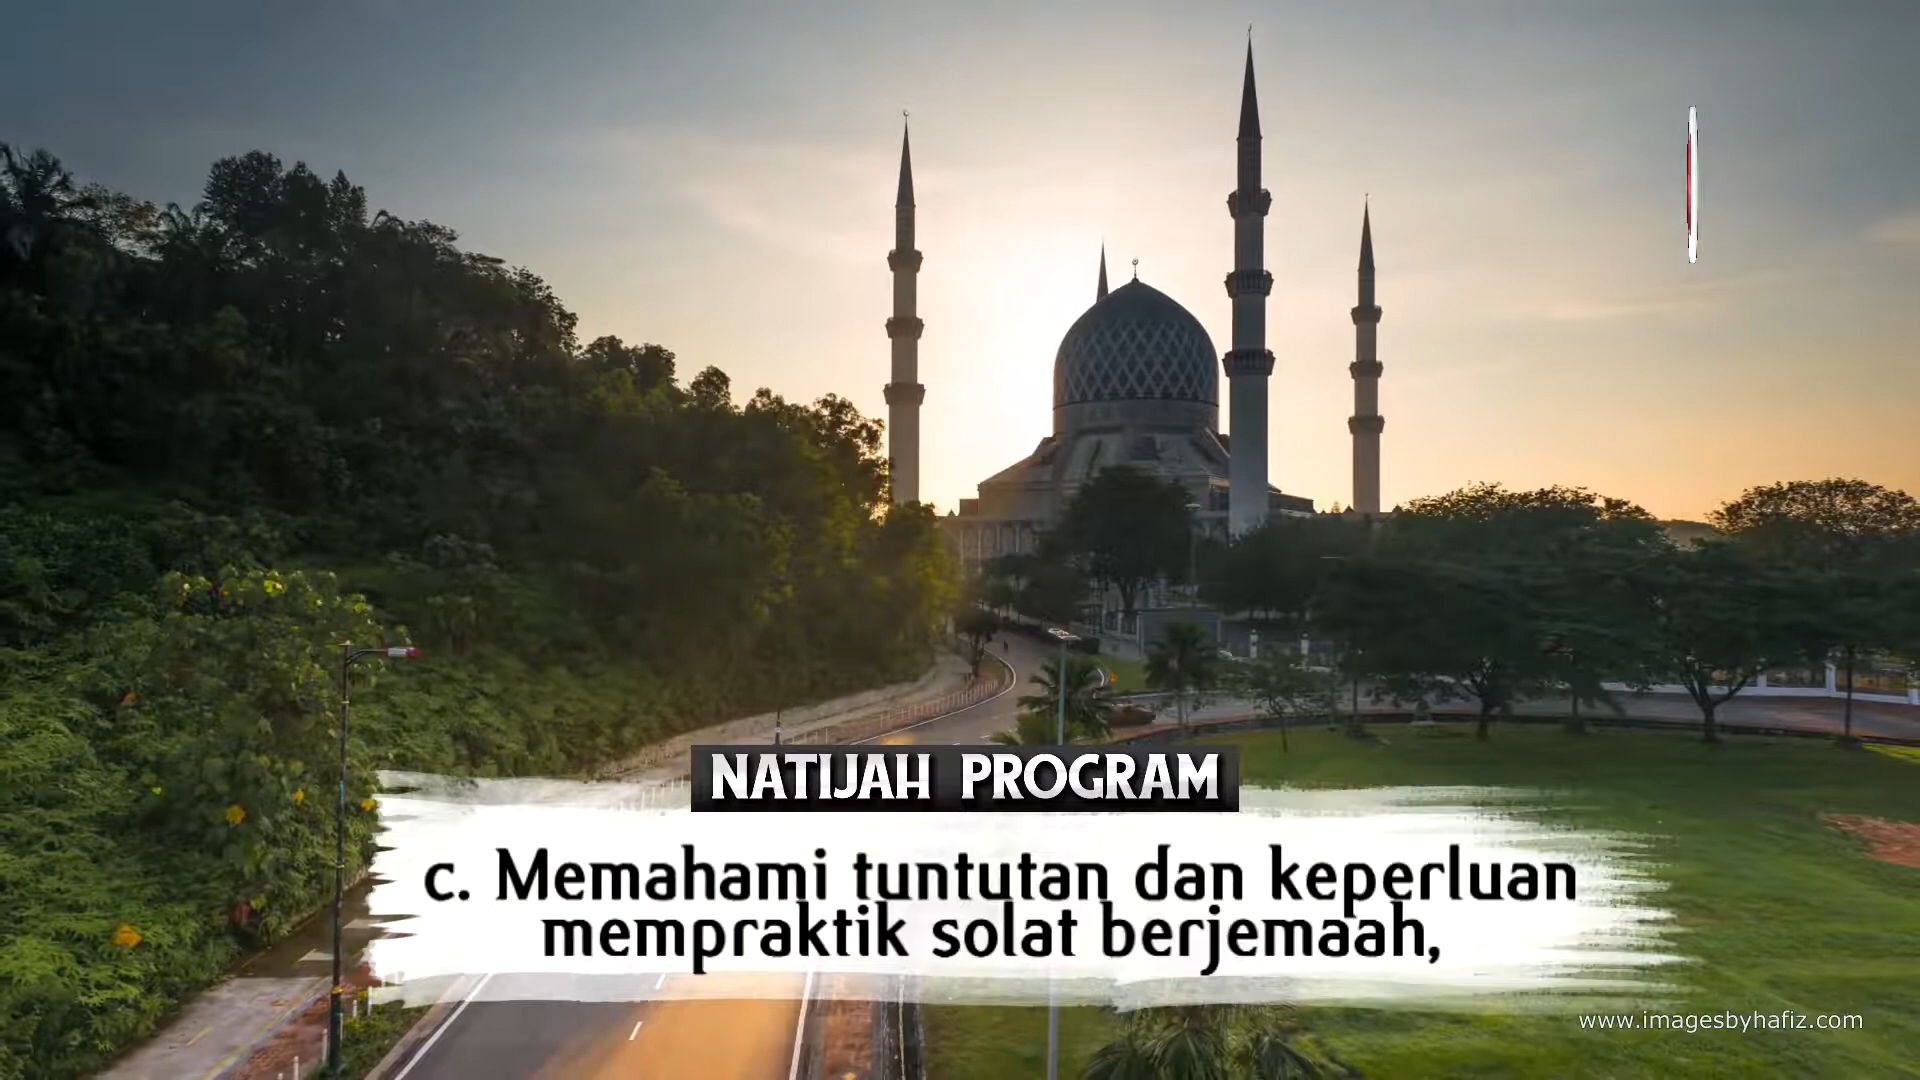 NATIJAH PROGRAM
c. Memahami tuntutan dan keperluan
mempraktik solat berjemaah,
www.imagesbyhafiz.com